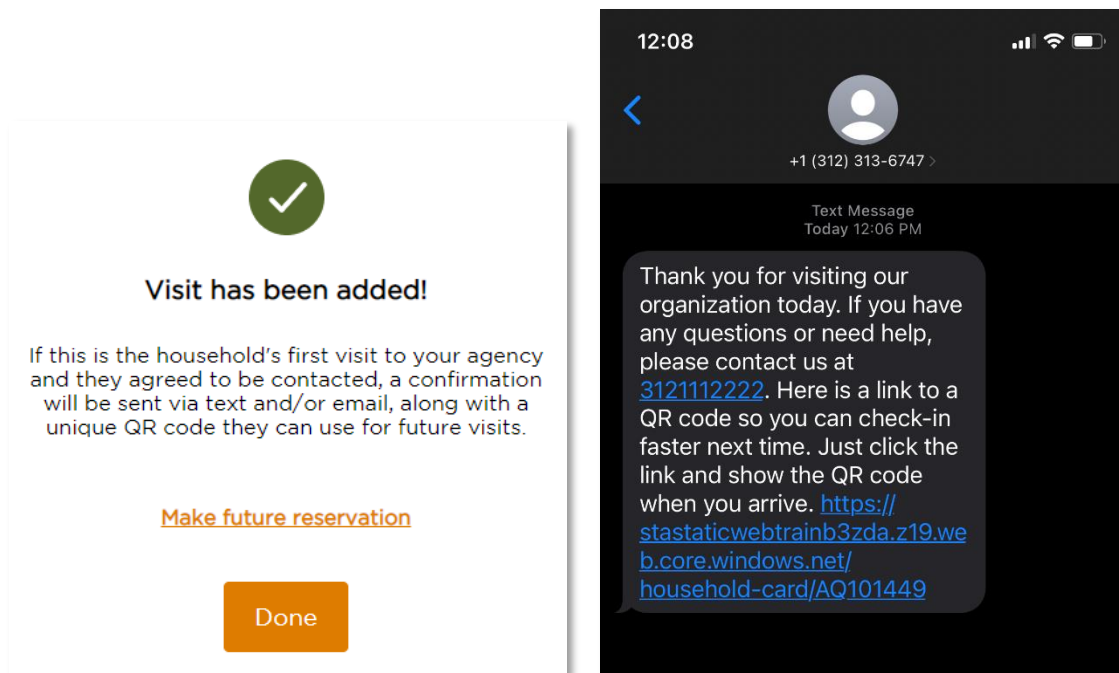 Visit has been added!
If this is the household's first visit to your agency
and they agreed to be contacted, a confirmation
will be sent via text and/or email, along with a
unique QR code they can use for future visits.
Make future reservation
Done
12:08
+1 (312) 313-6747
Text Message
Today 12:06 PM
Thank you for visiting our
organization today. If you have
any questions or need help,
please contact us at
3121112222. Here is a link to a
QR code so you can check-in
faster next time. Just click the
link and show the QR code
when you arrive. https://
stastaticwebtrainb3zda.z19.we
b.core.windows.net/
household-card/AQ101449